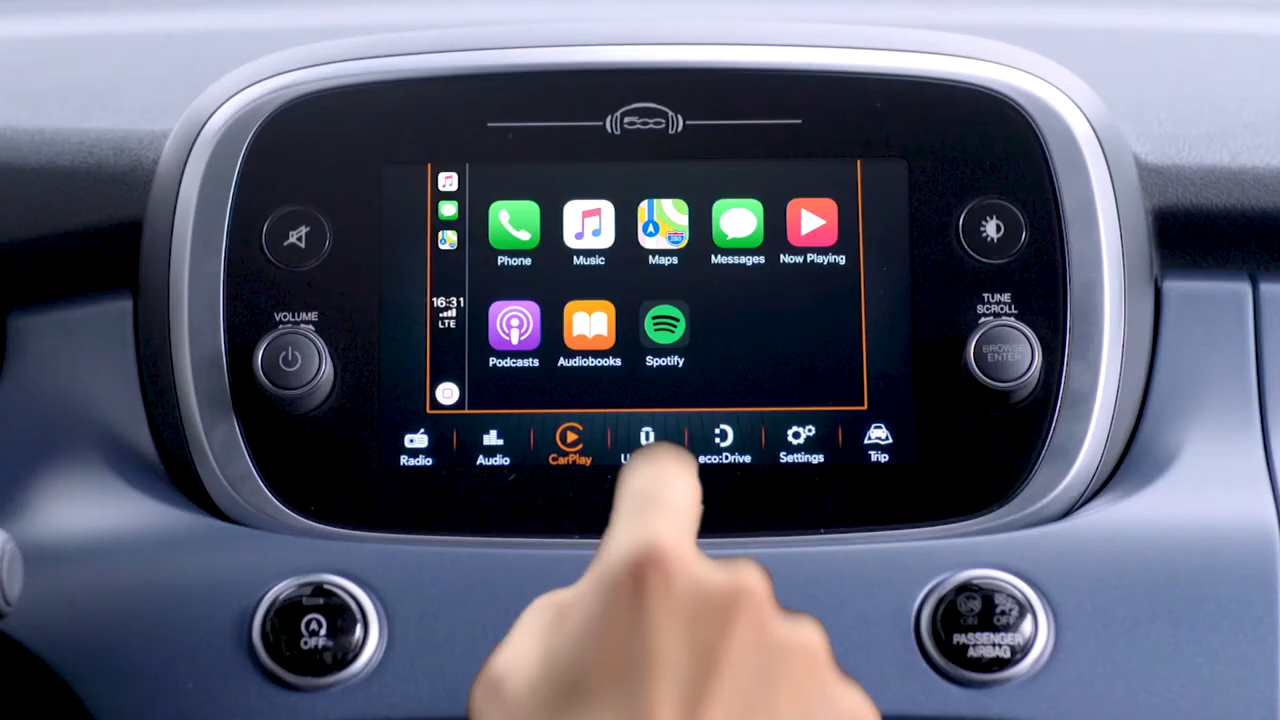 500
Phone
Music
Maps
Messages
Now Playing
280
16:31
LTE
Podcasts
Audiobooks
Spotify
VOLUME
TUNE
SCROLL
BROWSE
ENTER
Radio
Audio
CarPlay
eco:Drive
Settings
Trip
A
OFF
ON
OFF
PASSENGER
AIRBAG